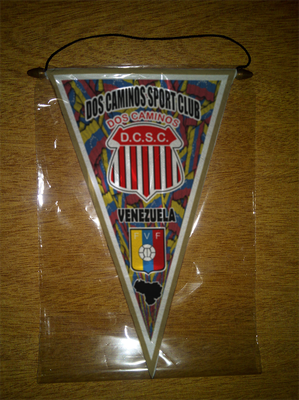 DOS CAMINOS SPORT CLUB
DOS CAMINOS
D.C.S.C.
VENEZUELA
V F